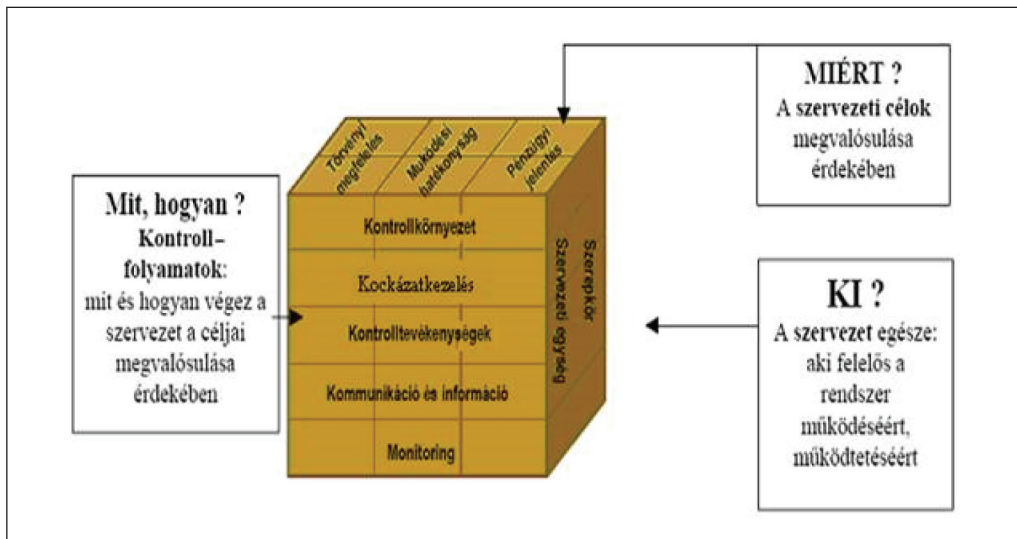 MIÉRT ?
A szervezeti célok
megvalósulása
érdekében
Törvényi
megfelelés
Muködési
hatékonyság
Pénzügyi
jelentés
Mit, hogyan ?
Kontroll–
folyamatok:
mit és hogyan végez a
szervezet a céljai
megvalósulása
érdekében
Kontrollkörnyezet
Kockázatkezelés
Kontrolltevékenységek
Kommunikáció és információ
Monitoring
Szervezeti egység
Szerepkör
KI ?
A szervezet egésze:
aki felelős a
rendszer
működéséért,
működtetéséért